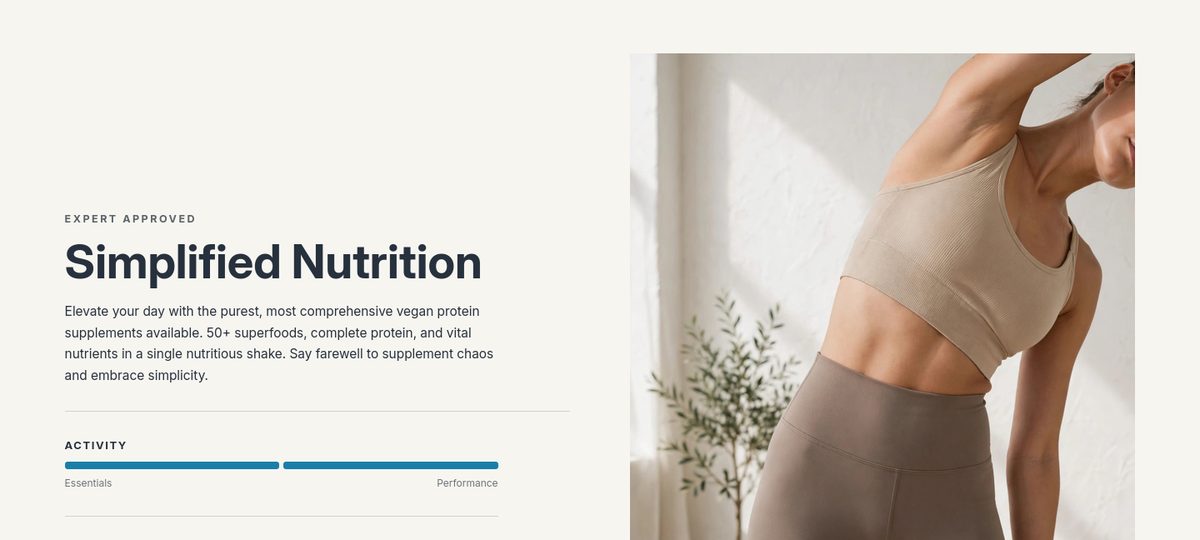 EXPERT APPROVED
Simplified Nutrition
Elevate your day with the purest, most comprehensive vegan protein
supplements available. 50+ superfoods, complete protein, and vital
nutrients in a single nutritious shake. Say farewell to supplement chaos
and embrace simplicity.
ACTIVITY
Essentials
Performance